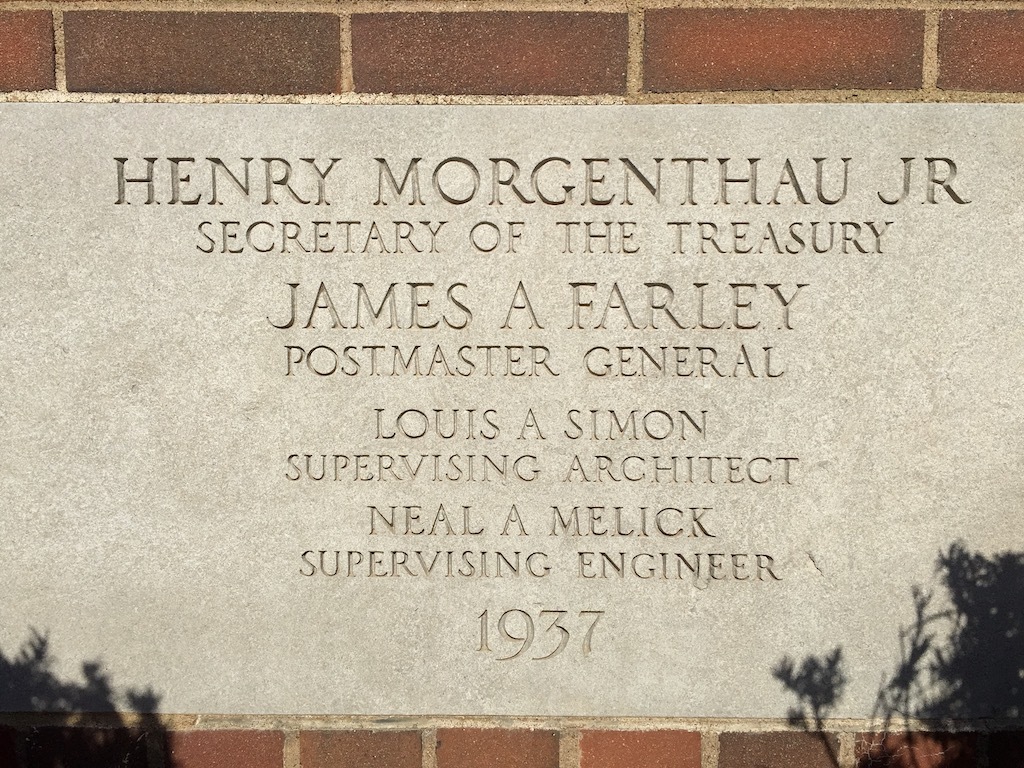 HENRY MORGENTHAU JR
SECRETARY OF THE TREASURY
JAMES A FARLEY
POSTMASTER GENERAL
LOUIS A SIMON
SUPERVISING ARCHITECT
NEAL A MELICK
SUPERVISING ENGINEER
1937